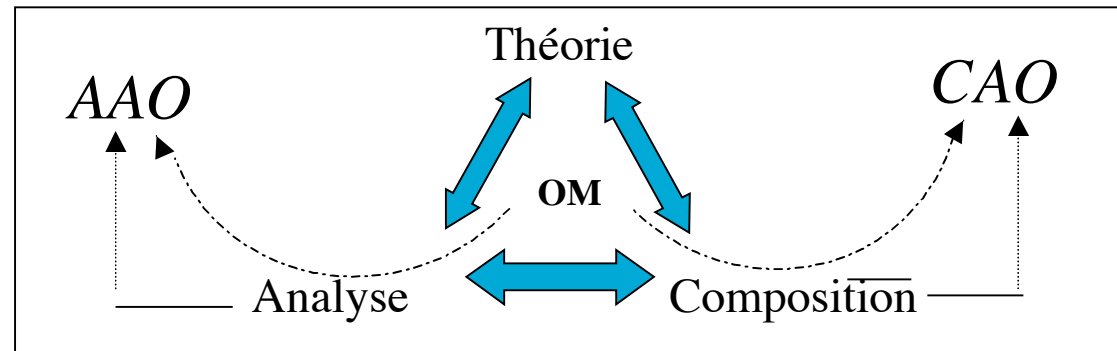 Théorie
AAO
CAO
OM
Analyse
Composition